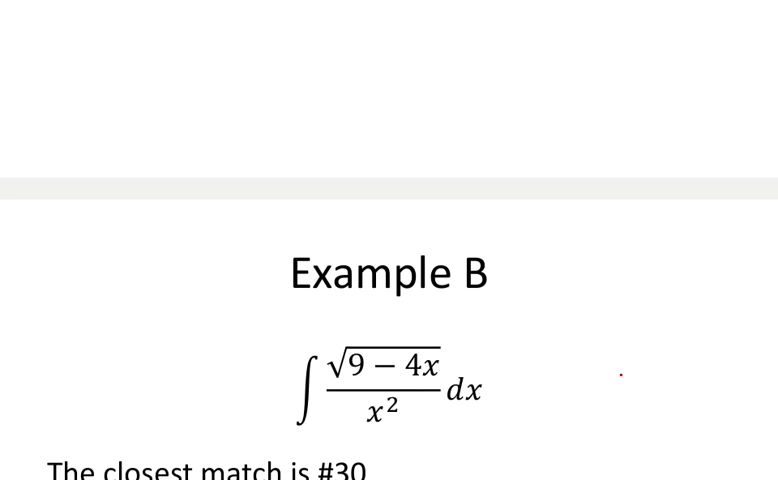 Example B
∫ √(9 − 4x) / x² dx
The closest match is #30